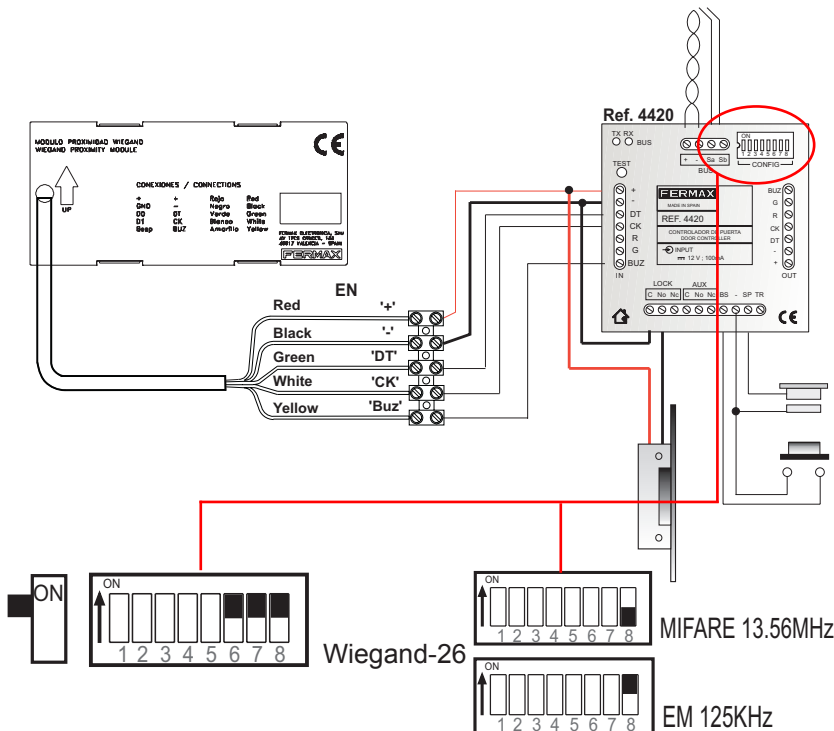 MODULO PROXIMIDAD WIEGAND
WIEGAND PROXIMITY MODULE
UP
CONEXIONES / CONNECTIONS
+ + Rojo Red
GND – Negro Black
D0 DT Verde Green
D1 CK Blanco White
Beep BUZ Amarillo Yellow
FERMAX ELECTRONICA, SAU
46017 VALENCIA - SPAIN
FERMAX
CE
EN
Red '+'
Black '-'
Green 'DT'
White 'CK'
Yellow 'Buz'
Ref. 4420
TX RX
BUS
TEST
+ - Sa Sb
BUS
ON
1 2 3 4 5 6 7 8
CONFIG
+
-
DT
CK
R
G
BUZ
IN
FERMAX
MADE IN SPAIN
REF. 4420
CONTROLADOR DE PUERTA
DOOR CONTROLLER
INPUT
12 V ; 100mA
BUZ
G
R
CK
DT
-
+
OUT
LOCK AUX
C No Nc C No Nc BS - SP TR
CE
ON
ON
1 2 3 4 5 6 7 8
Wiegand-26
ON
1 2 3 4 5 6 7 8
MIFARE 13.56MHz
ON
1 2 3 4 5 6 7 8
EM 125KHz